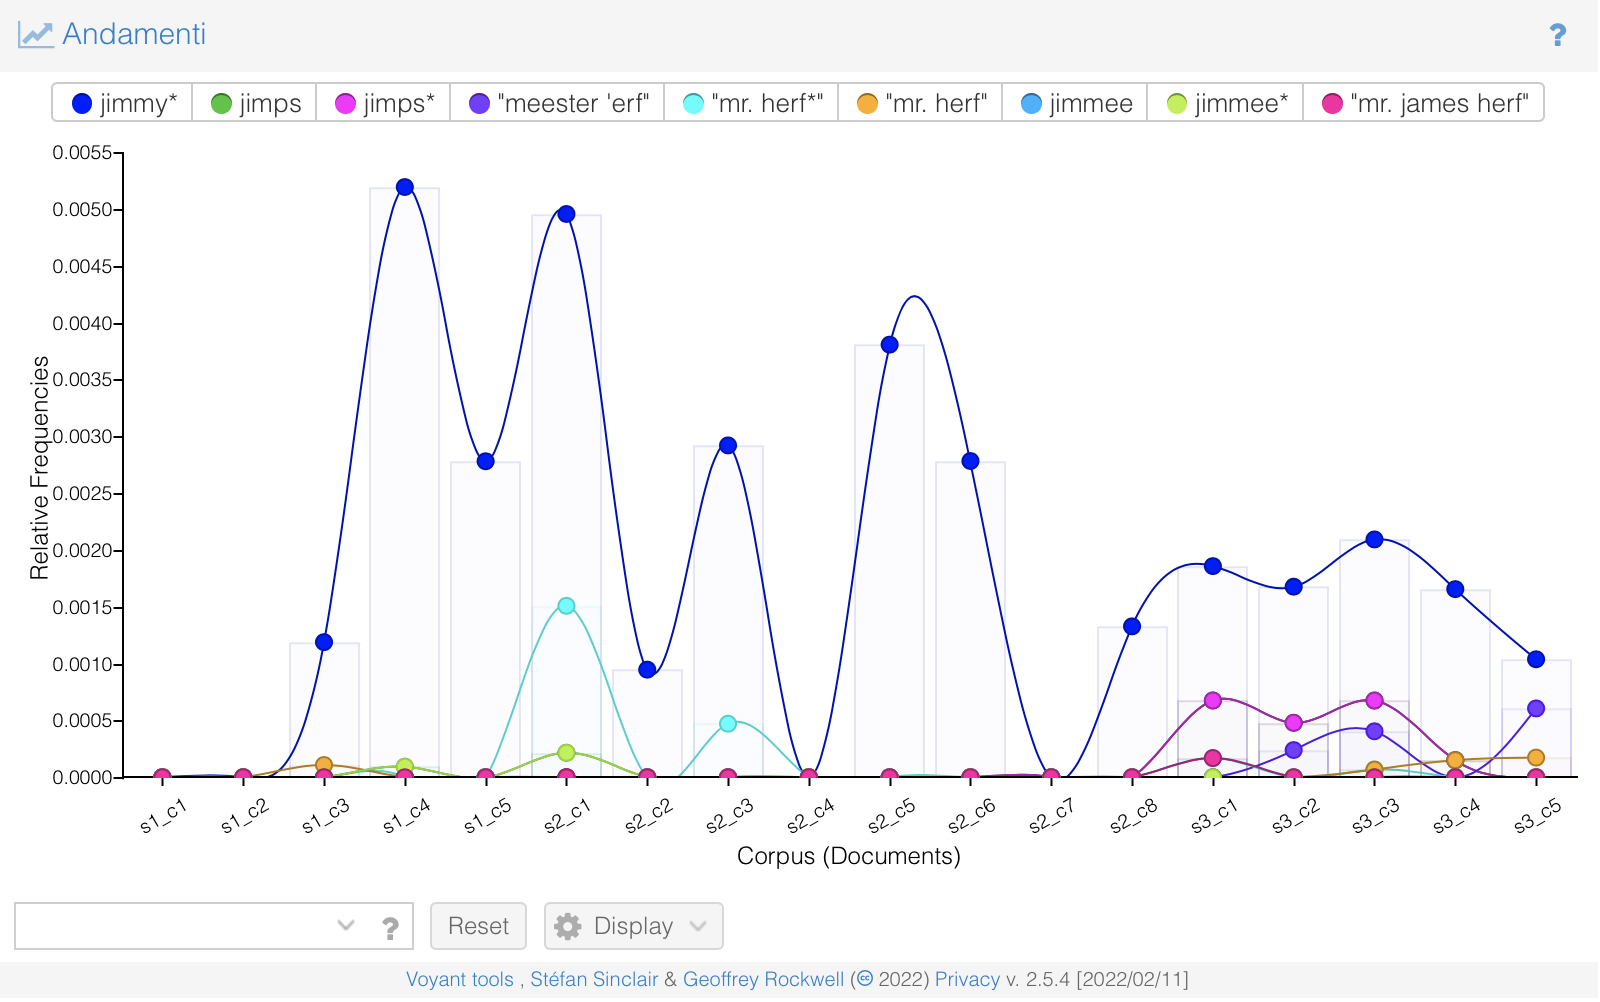 Andamenti
?
jimmy* jimps jimps* "meester 'erf" "mr. herf*" "mr. herf" jimmee jimmee* "mr. james herf"
0.0055
0.0050
0.0045
0.0040
0.0035
0.0030
0.0025
0.0020
0.0015
0.0010
0.0005
0.0000
Relative Frequencies
s1_c1 s1_c2 s1_c3 s1_c4 s1_c5 s2_c1 s2_c2 s2_c3 s2_c4 s2_c5 s2_c6 s2_c7 s2_c8 s3_c1 s3_c2 s3_c3 s3_c4 s3_c5
Corpus (Documents)
? Reset Display
Voyant tools , Stéfan Sinclair & Geoffrey Rockwell (cc 2022) Privacy v. 2.5.4 [2022/02/11]